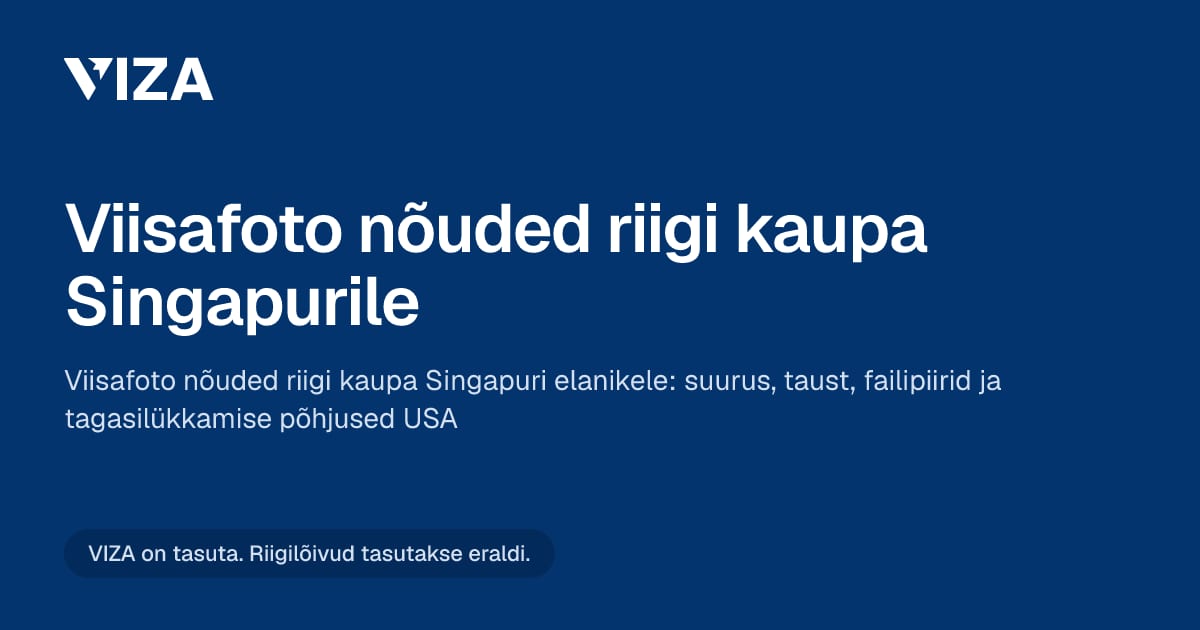 VIZA
Viisafoto nõuded riigi kaupa
Singapurile
Viisafoto nõuded riigi kaupa Singapuri elanikele: suurus, taust, failipiirid ja
tagasilükkamise põhjused USA
VIZA on tasuta. Riigilõivud tasutakse eraldi.